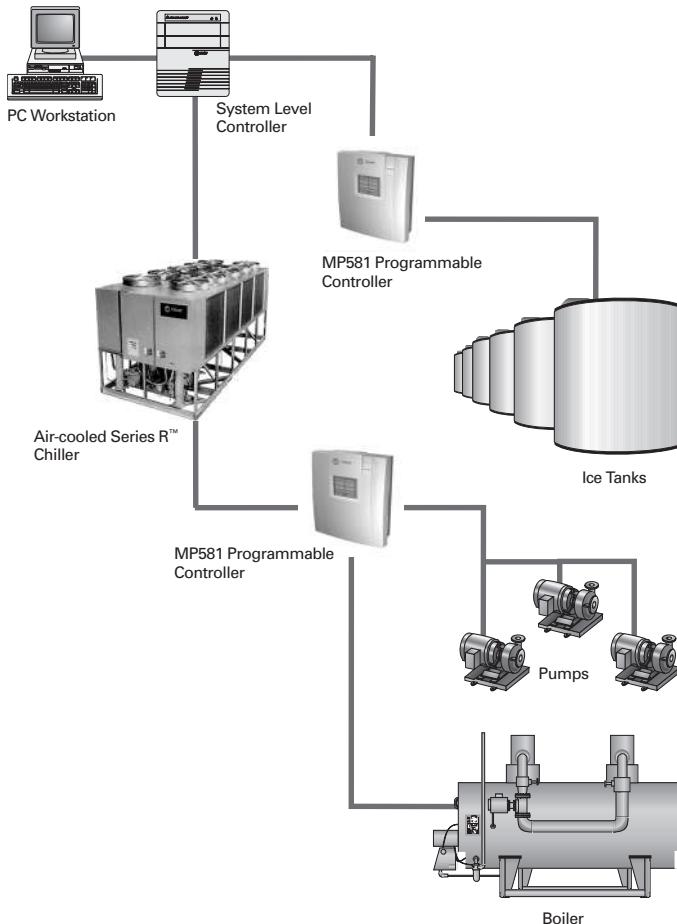 PC Workstation
System Level
Controller
MP581 Programmable
Controller
Air-cooled Series R™
Chiller
Ice Tanks
MP581 Programmable
Controller
Pumps
Boiler